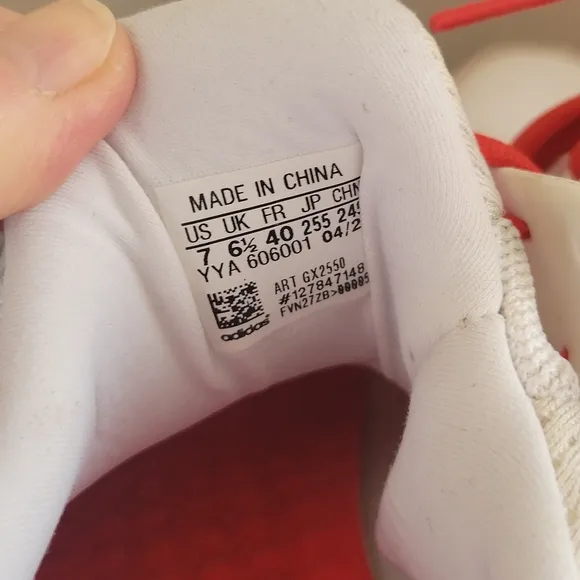 MADE IN CHINA
US UK FR JP CHN
7 6½ 40 255 245
YYA 606001 04/2
ART GX2550
#127847148
FVN27ZB>
adidas